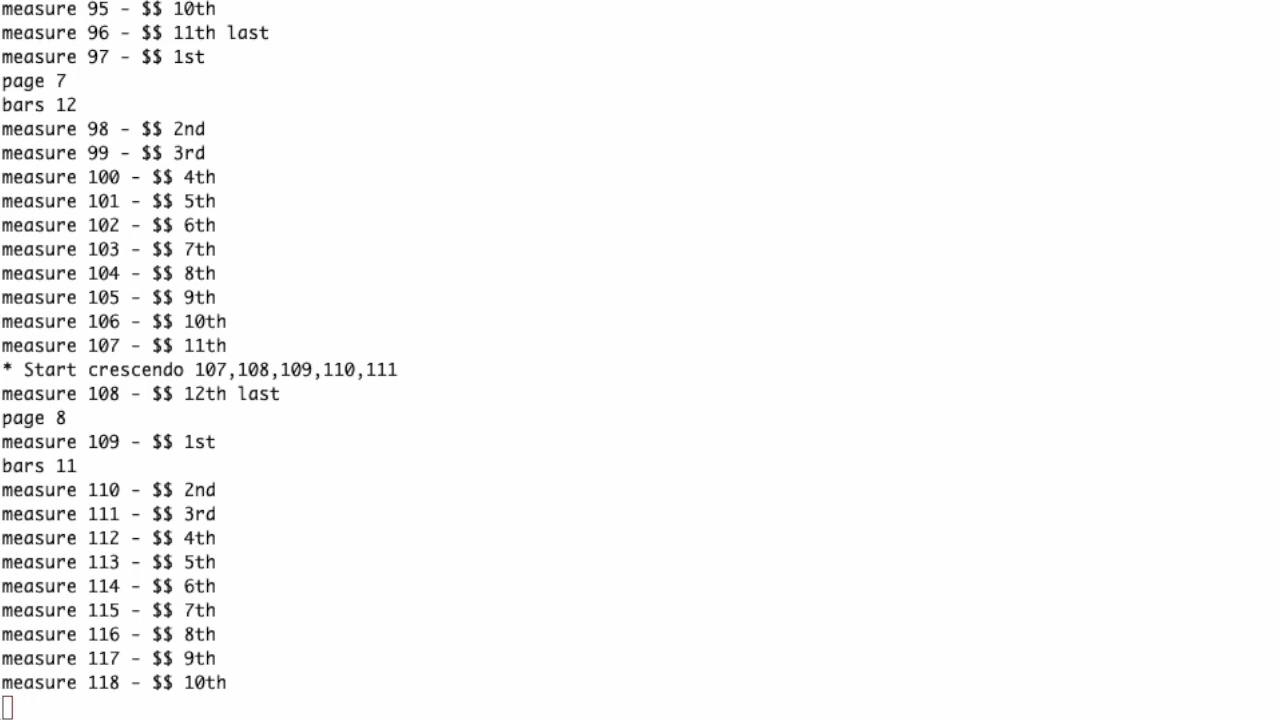 measure 95 - $$ 10th
measure 96 - $$ 11th last
measure 97 - $$ 1st
page 7
bars 12
measure 98 - $$ 2nd
measure 99 - $$ 3rd
measure 100 - $$ 4th
measure 101 - $$ 5th
measure 102 - $$ 6th
measure 103 - $$ 7th
measure 104 - $$ 8th
measure 105 - $$ 9th
measure 106 - $$ 10th
measure 107 - $$ 11th
* Start crescendo 107,108,109,110,111
measure 108 - $$ 12th last
page 8
measure 109 - $$ 1st
bars 11
measure 110 - $$ 2nd
measure 111 - $$ 3rd
measure 112 - $$ 4th
measure 113 - $$ 5th
measure 114 - $$ 6th
measure 115 - $$ 7th
measure 116 - $$ 8th
measure 117 - $$ 9th
measure 118 - $$ 10th